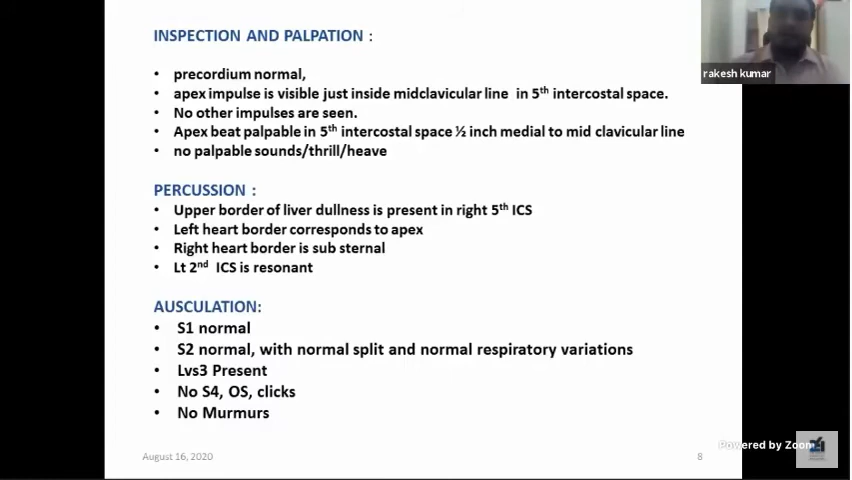 INSPECTION AND PALPATION :
rakesh kumar
• precordium normal,
• apex impulse is visible just inside midclavicular line in 5th intercostal space.
• No other impulses are seen.
• Apex beat palpable in 5th intercostal space ½ inch medial to mid clavicular line
• no palpable sounds/thrill/heave
PERCUSSION :
• Upper border of liver dullness is present in right 5th ICS
• Left heart border corresponds to apex
• Right heart border is sub sternal
• Lt 2nd ICS is resonant
AUSCULATION:
• S1 normal
• S2 normal, with normal split and normal respiratory variations
• Lvs3 Present
• No S4, OS, clicks
• No Murmurs
August 16, 2020
8
Powered by Zoom